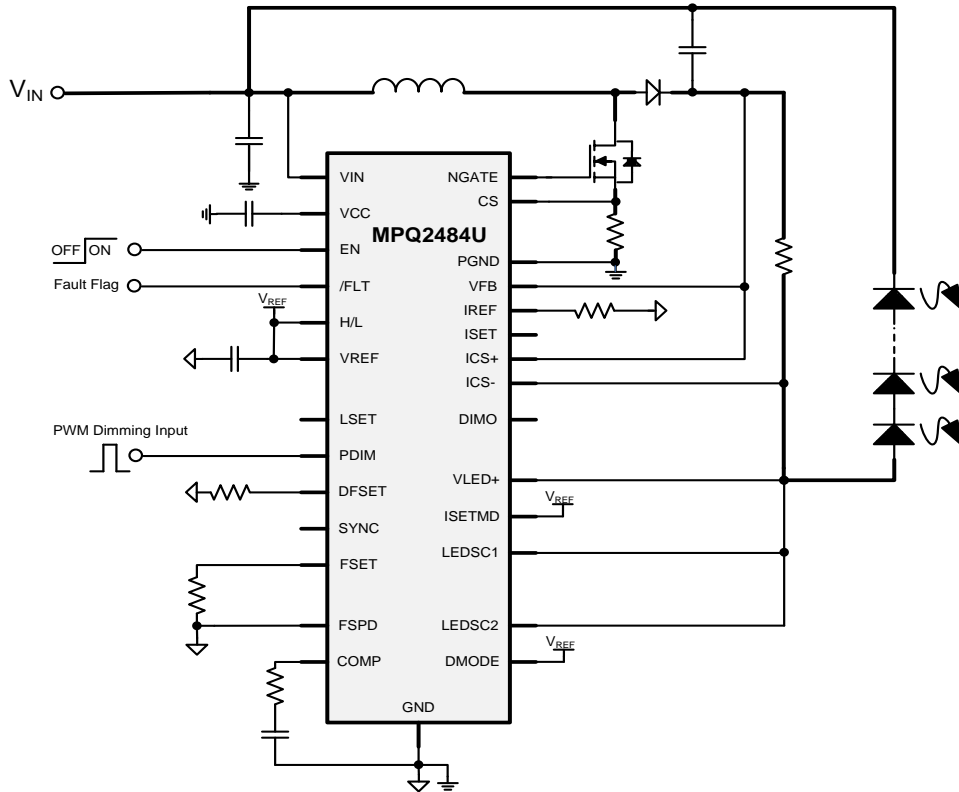 VIN
MPQ2484U
VIN
VCC
EN
/FLT
H/L
VREF
LSET
PDIM
DFSET
SYNC
FSET
FSPD
COMP
GND
NGATE
CS
PGND
VFB
IREF
ISET
ICS+
ICS-
DIMO
VLED+
ISETMD
LEDSC1
LEDSC2
DMODE
OFF ON
Fault Flag
VREF
PWM Dimming Input
VREF
VREF